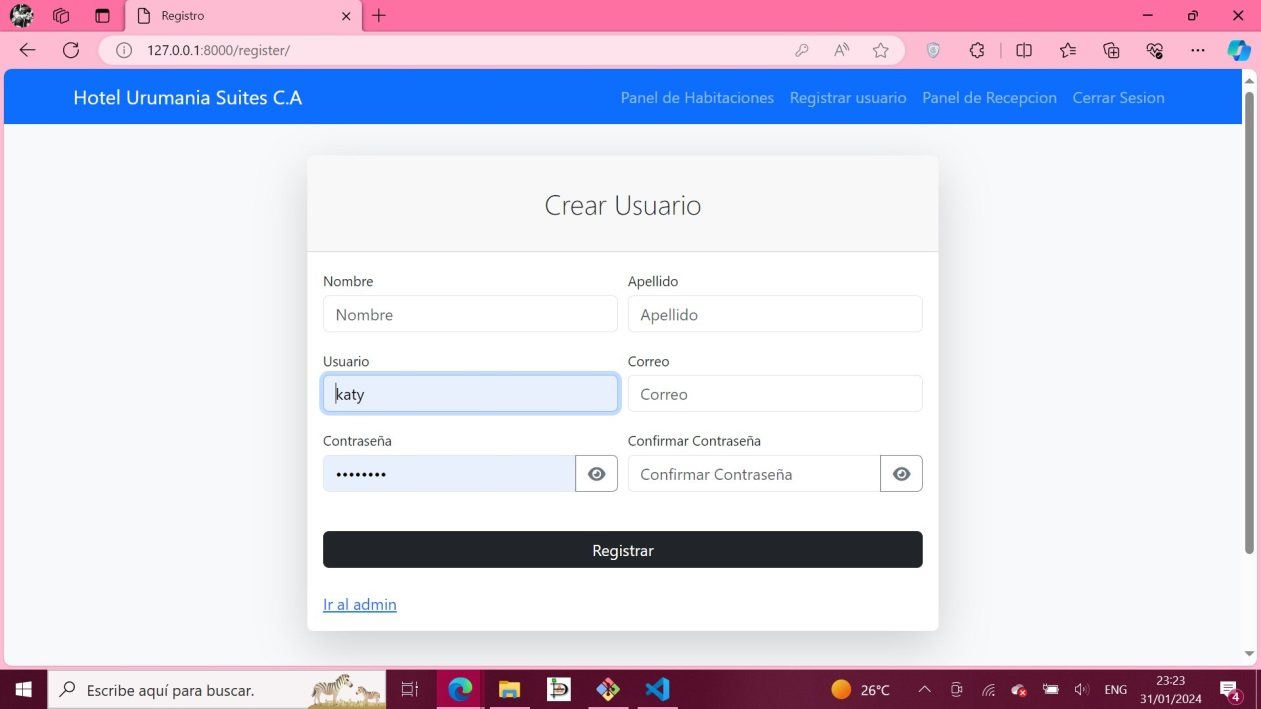 Registro
127.0.0.1:8000/register/
Hotel Urumania Suites C.A
Panel de Habitaciones Registrar usuario Panel de Recepcion Cerrar Sesion
Crear Usuario
Nombre Apellido
Nombre Apellido
Usuario Correo
katy Correo
Contraseña Confirmar Contraseña
•••••••• Confirmar Contraseña
Registrar
Ir al admin
Escribe aquí para buscar.
26°C
ENG
23:23
31/01/2024
4